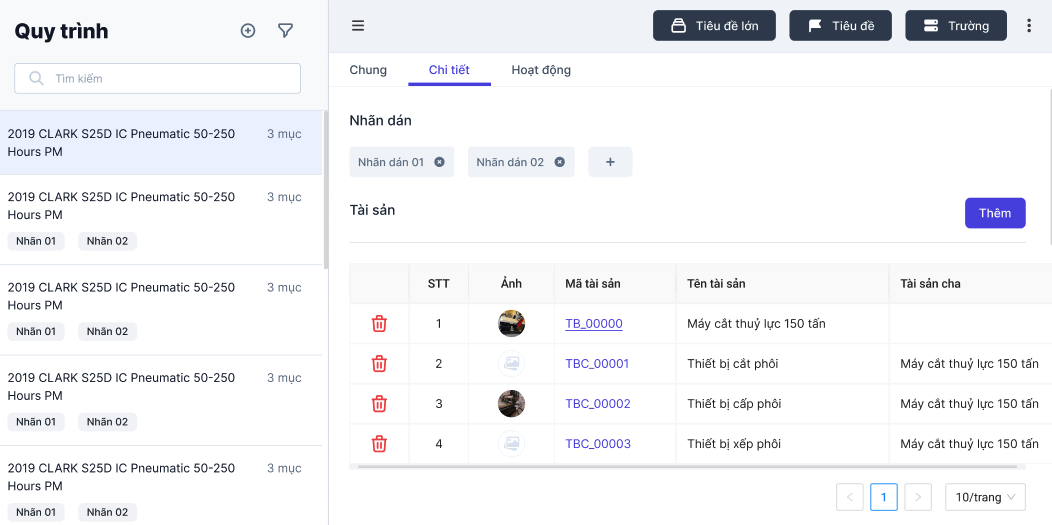 Quy trình
Tìm kiếm
2019 CLARK S25D IC Pneumatic 50-250
Hours PM
3 mục
2019 CLARK S25D IC Pneumatic 50-250
Hours PM
3 mục
Nhãn 01 Nhãn 02
2019 CLARK S25D IC Pneumatic 50-250
Hours PM
3 mục
Nhãn 01 Nhãn 02
2019 CLARK S25D IC Pneumatic 50-250
Hours PM
3 mục
Nhãn 01 Nhãn 02
2019 CLARK S25D IC Pneumatic 50-250
Hours PM
3 mục
Nhãn 01 Nhãn 02
Tiêu đề lớn Tiêu đề Trường
Chung Chi tiết Hoạt động
Nhãn dán
Nhãn dán 01 Nhãn dán 02 +
Tài sản
Thêm
STT Ảnh Mã tài sản Tên tài sản Tài sản cha
1 TB_00000 Máy cắt thuỷ lực 150 tấn
2 TBC_00001 Thiết bị cắt phôi Máy cắt thuỷ lực 150 tấn
3 TBC_00002 Thiết bị cấp phôi Máy cắt thuỷ lực 150 tấn
4 TBC_00003 Thiết bị xếp phôi Máy cắt thuỷ lực 150 tấn
< 1 > 10/trang